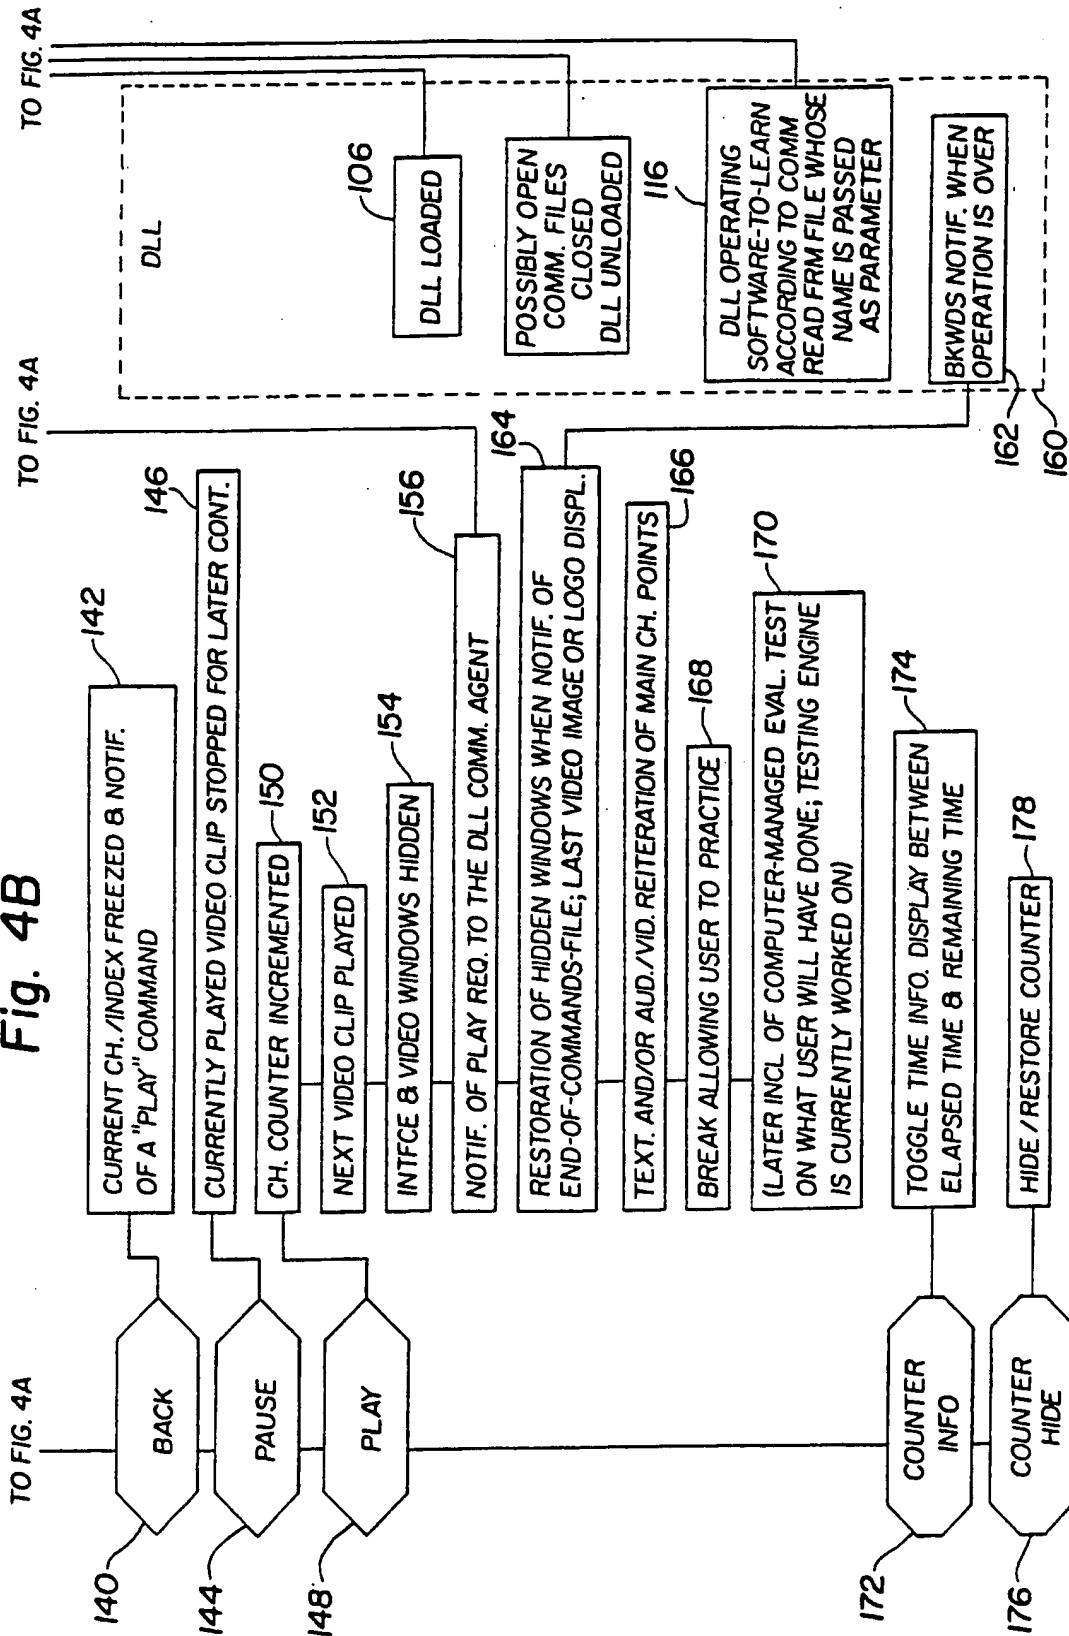 Fig. 4B
TO FIG. 4A
140
BACK
142
CURRENT CH./INDEX FREEZED & NOTIF.
OF A "PLAY" COMMAND
144
PAUSE
146
CURRENTLY PLAYED VIDEO CLIP STOPPED FOR LATER CONT.
148
PLAY
150
CH. COUNTER INCREMENTED
152
NEXT VIDEO CLIP PLAYED
154
INTFCE & VIDEO WINDOWS HIDDEN
TO FIG. 4A
156
NOTIF. OF PLAY REQ. TO THE DLL COMM. AGENT
164
RESTORATION OF HIDDEN WINDOWS WHEN NOTIF. OF
END-OF-COMMANDS-FILE; LAST VIDEO IMAGE OR LOGO DISPL.
166
TEXT. AND/OR AUD./VID. REITERATION OF MAIN CH. POINTS
168
BREAK ALLOWING USER TO PRACTICE
170
(LATER INCL OF COMPUTER-MANAGED EVAL. TEST
ON WHAT USER WILL HAVE DONE; TESTING ENGINE
IS CURRENTLY WORKED ON)
172
COUNTER
INFO
174
TOGGLE TIME INFO. DISPLAY BETWEEN
ELAPSED TIME & REMAINING TIME
176
COUNTER
HIDE
178
HIDE/RESTORE COUNTER
TO FIG. 4A
DLL
106
DLL LOADED
POSSIBLY OPEN
COMM. FILES
CLOSED
DLL UNLOADED
116
DLL OPERATING
SOFTWARE-TO-LEARN
ACCORDING TO COMM
READ FRM FILE WHOSE
NAME IS PASSED
AS PARAMETER
BKWDS NOTIF. WHEN
OPERATION IS OVER
162
160